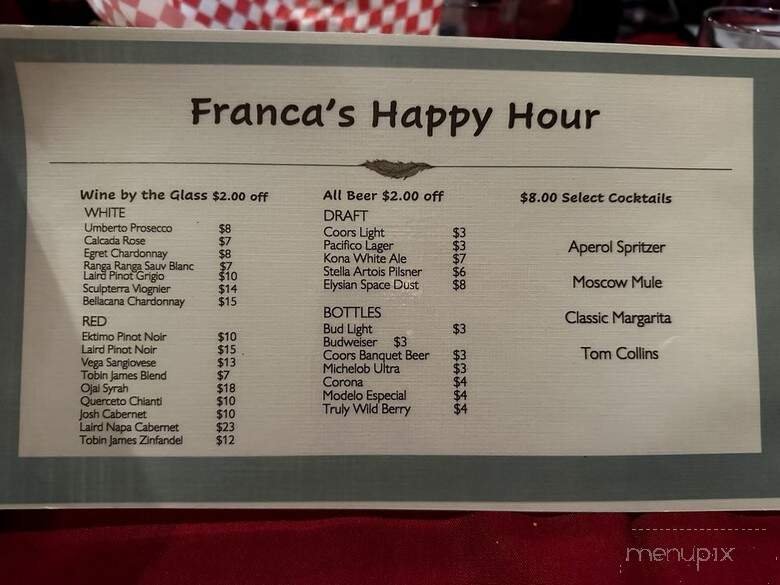 Franca's Happy Hour
Wine by the Glass $2.00 off
WHITE
Umberto Prosecco $8
Calcada Rose $7
Egret Chardonnay $8
Ranga Ranga Sauv Blanc $7
Laird Pinot Grigio $10
Sculpterra Viognier $14
Bellacana Chardonnay $15
RED
Ektimo Pinot Noir $10
Laird Pinot Noir $15
Vega Sangiovese $13
Tobin James Blend $7
Ojai Syrah $18
Querceto Chianti $10
Josh Cabernet $10
Laird Napa Cabernet $23
Tobin James Zinfandel $12
All Beer $2.00 off
DRAFT
Coors Light $3
Pacifico Lager $3
Kona White Ale $7
Stella Artois Pilsner $6
Elysian Space Dust $8
BOTTLES
Bud Light $3
Budweiser $3
Coors Banquet Beer $3
Michelob Ultra $3
Corona $4
Modelo Especial $4
Truly Wild Berry $4
$8.00 Select Cocktails
Aperol Spritzer
Moscow Mule
Classic Margarita
Tom Collins
menupix